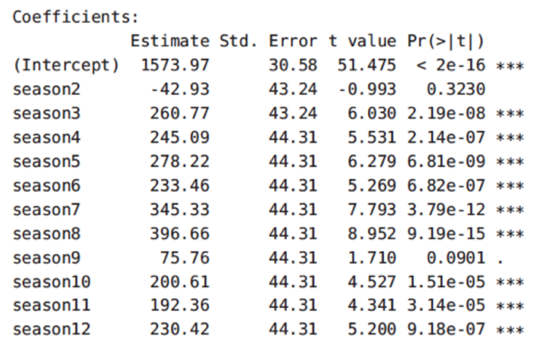 Coefficients:
            Estimate Std. Error t value Pr(>|t|)
(Intercept)  1573.97      30.58  51.475  < 2e-16 ***
season2       -42.93      43.24  -0.993   0.3230
season3       260.77      43.24   6.030 2.19e-08 ***
season4       245.09      44.31   5.531 2.14e-07 ***
season5       278.22      44.31   6.279 6.81e-09 ***
season6       233.46      44.31   5.269 6.82e-07 ***
season7       345.33      44.31   7.793 3.79e-12 ***
season8       396.66      44.31   8.952 9.19e-15 ***
season9        75.76      44.31   1.710   0.0901 .
season10      200.61      44.31   4.527 1.51e-05 ***
season11      192.36      44.31   4.341 3.14e-05 ***
season12      230.42      44.31   5.200 9.18e-07 ***